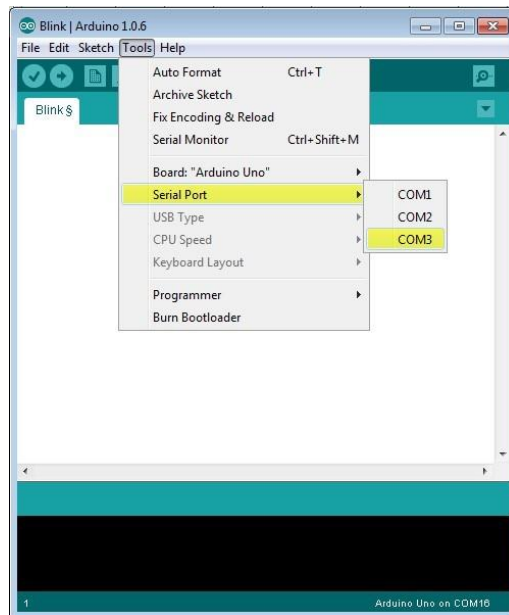 Blink | Arduino 1.0.6
File Edit Sketch Tools Help
Blink §
Auto Format Ctrl+T
Archive Sketch
Fix Encoding & Reload
Serial Monitor Ctrl+Shift+M
Board: "Arduino Uno"
Serial Port
USB Type
CPU Speed
Keyboard Layout
Programmer
Burn Bootloader
COM1
COM2
COM3
1 Arduino Uno on COM16